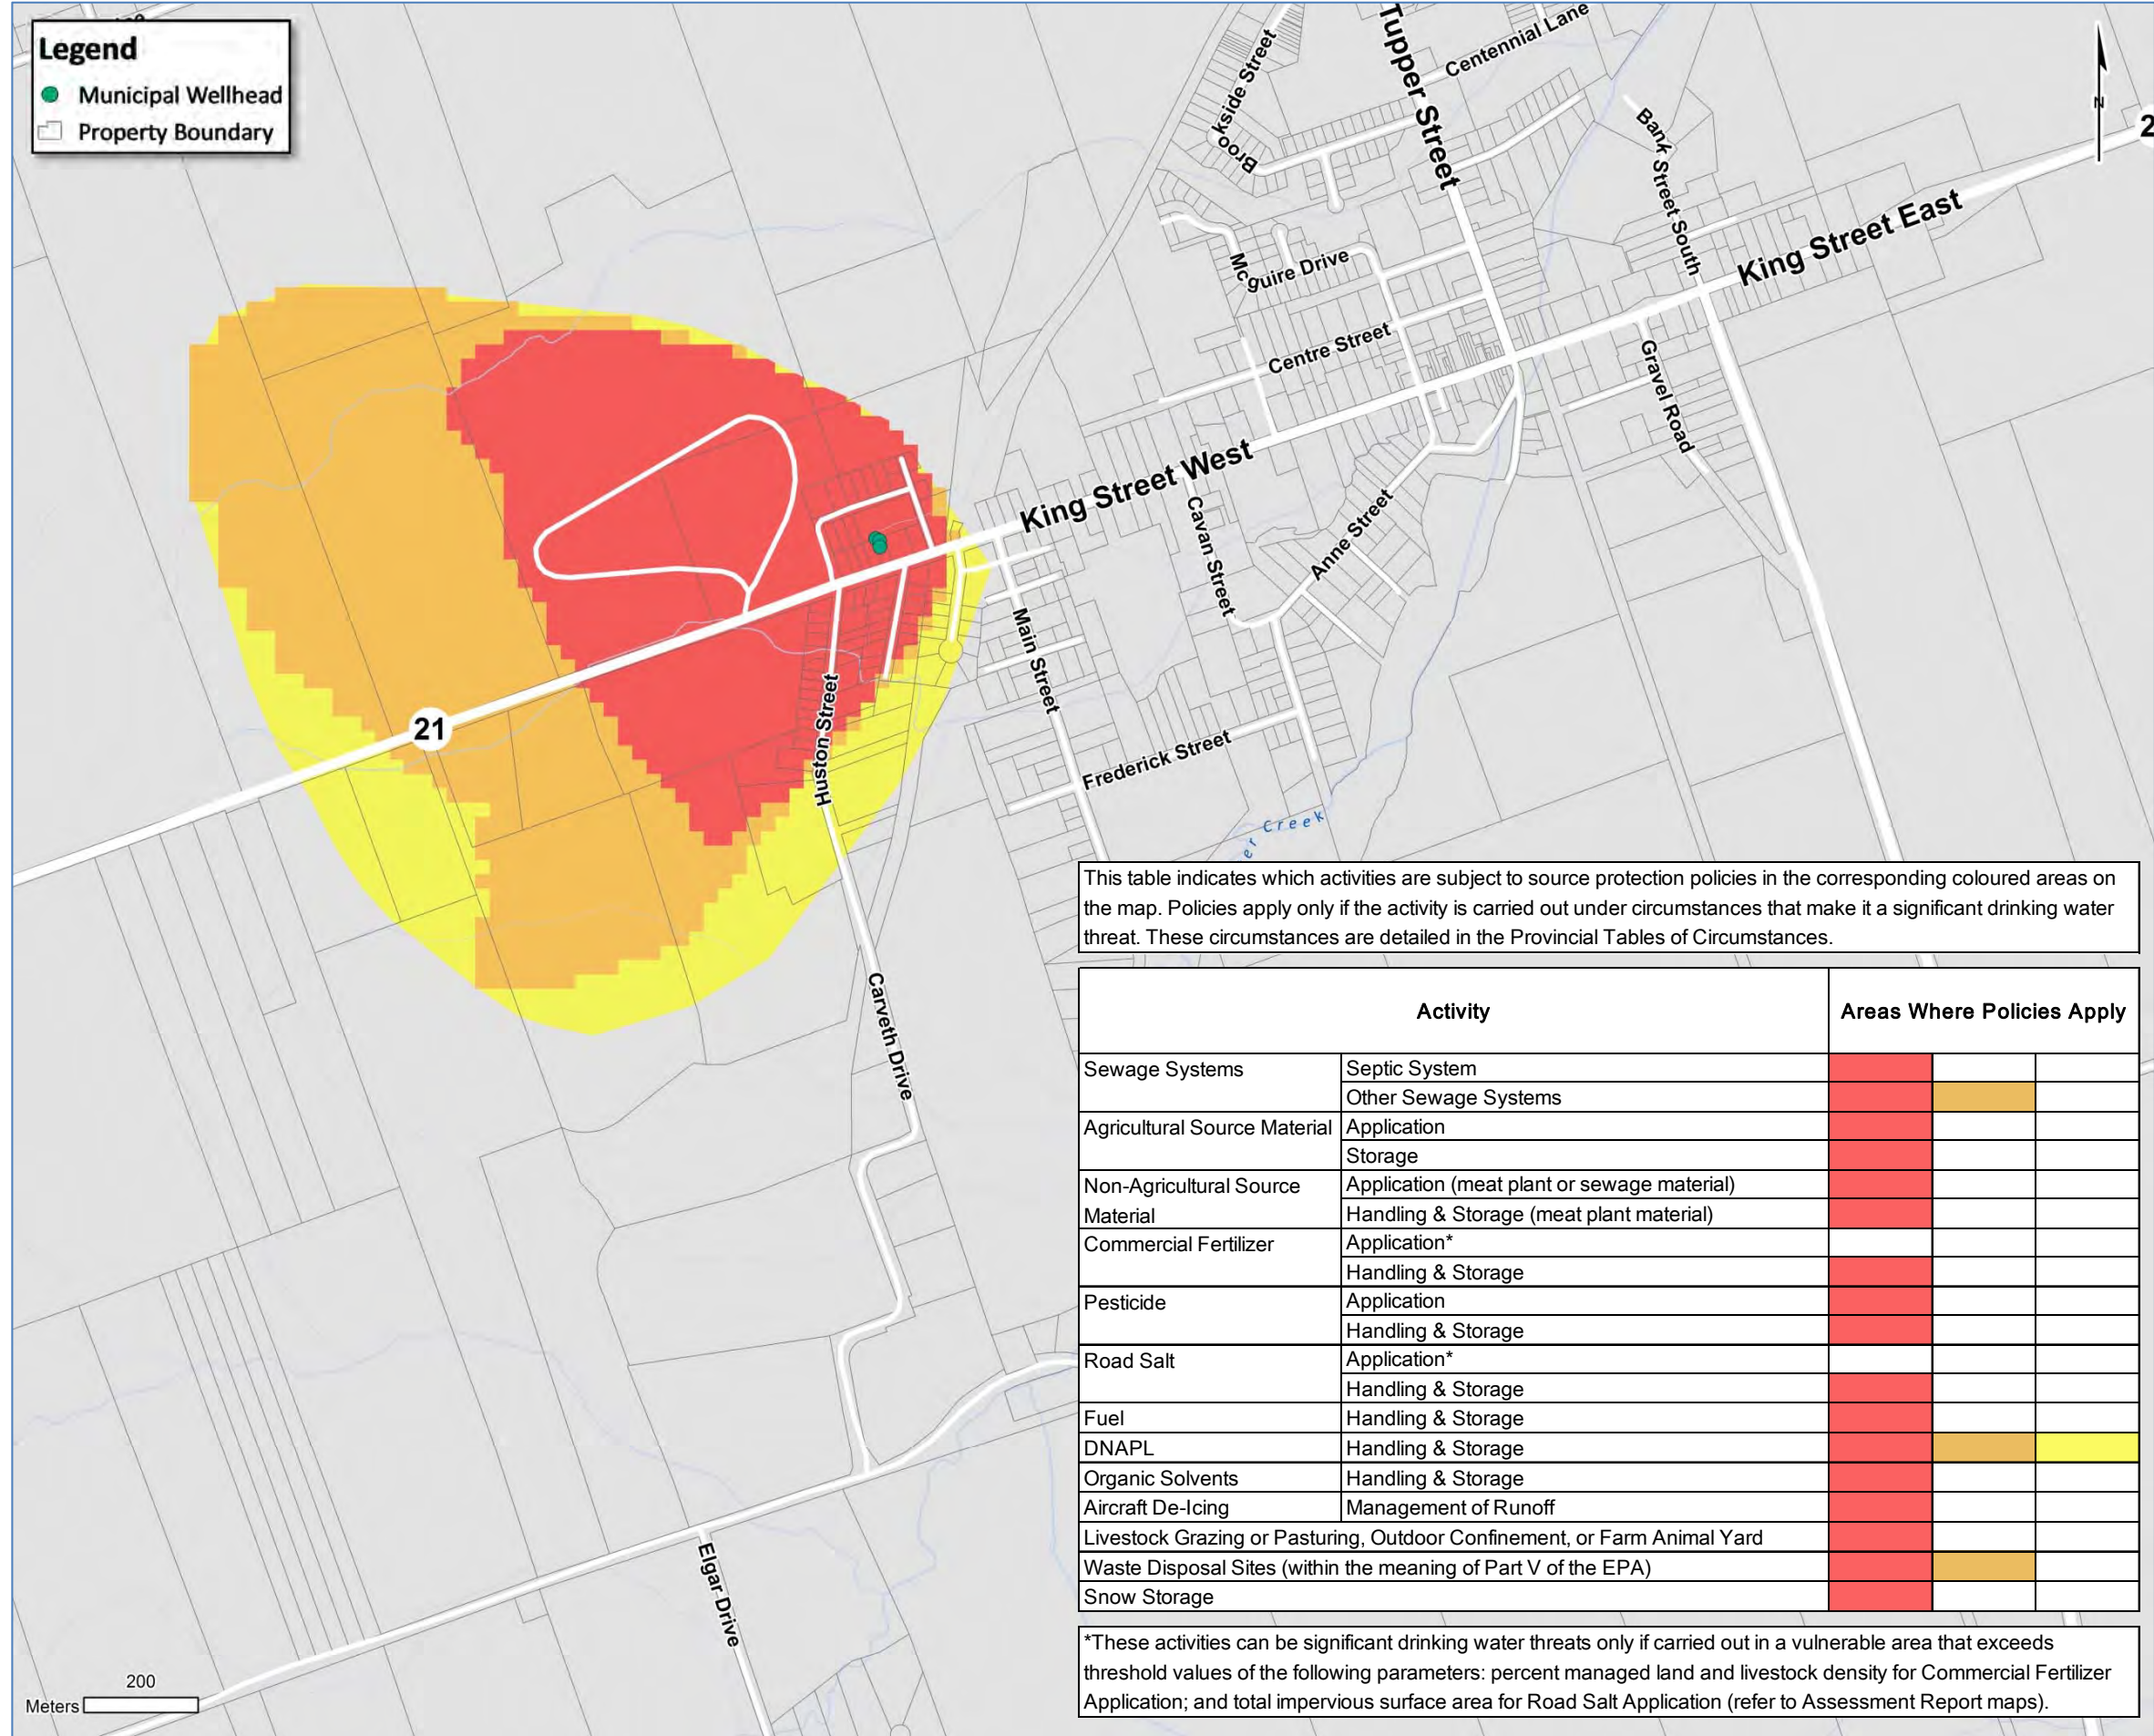 Legend
Municipal Wellhead
Property Boundary
N
Brookside Street
Tupper Street
Centennial Lane
Bank Street South
King Street East
2
McGuire Drive
Centre Street
Gravel Road
King Street West
Cavan Street
Anne Street
Main Street
Huston Street
21
Frederick Street
er Creek
Carveth Drive
Elgar Drive
200
Meters
This table indicates which activities are subject to source protection policies in the corresponding coloured areas on
the map. Policies apply only if the activity is carried out under circumstances that make it a significant drinking water
threat. These circumstances are detailed in the Provincial Tables of Circumstances.
Activity Areas Where Policies Apply
Sewage Systems Septic System
Other Sewage Systems
Agricultural Source Material Application
Storage
Non-Agricultural Source Application (meat plant or sewage material)
Material Handling & Storage (meat plant material)
Commercial Fertilizer Application*
Handling & Storage
Pesticide Application
Handling & Storage
Road Salt Application*
Handling & Storage
Fuel Handling & Storage
DNAPL Handling & Storage
Organic Solvents Handling & Storage
Aircraft De-Icing Management of Runoff
Livestock Grazing or Pasturing, Outdoor Confinement, or Farm Animal Yard
Waste Disposal Sites (within the meaning of Part V of the EPA)
Snow Storage
*These activities can be significant drinking water threats only if carried out in a vulnerable area that exceeds
threshold values of the following parameters: percent managed land and livestock density for Commercial Fertilizer
Application; and total impervious surface area for Road Salt Application (refer to Assessment Report maps).